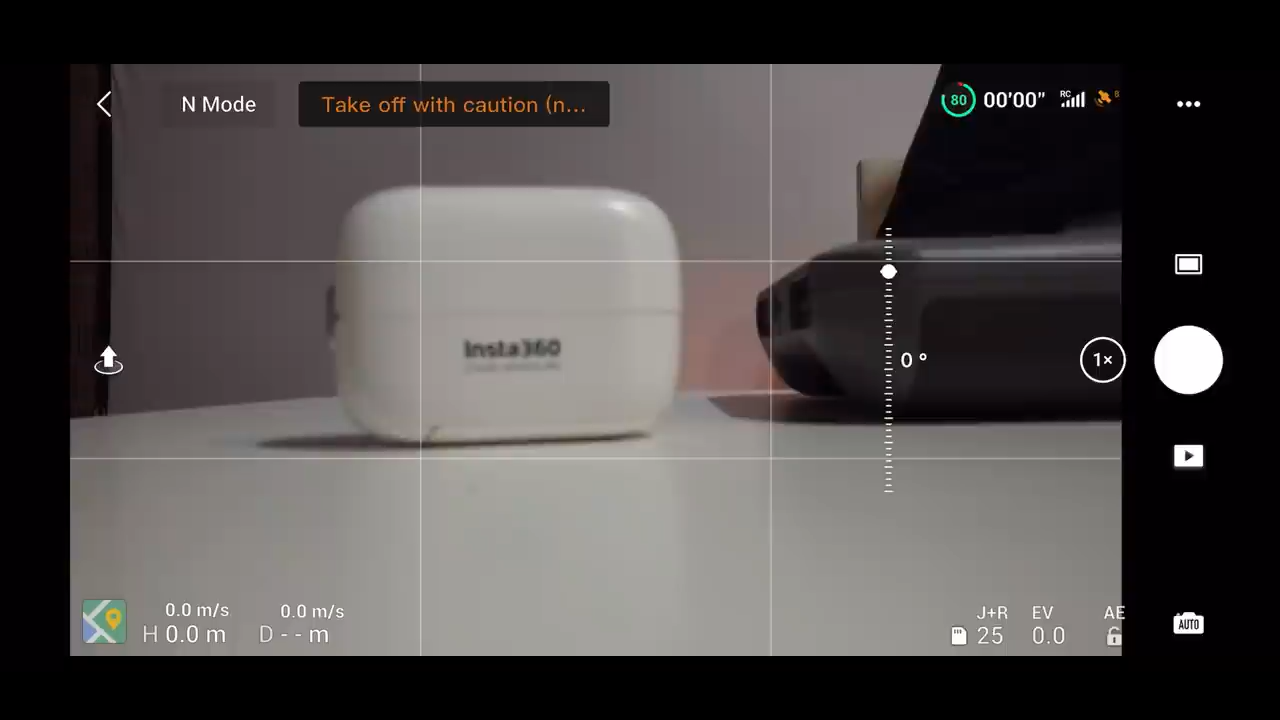 N Mode
Take off with caution (n...
80
00'00"
RC
8
0 °
1×
0.0 m/s
0.0 m/s
H 0.0 m
D - - m
J+R
EV
AE
25
0.0
AUTO
Insta360